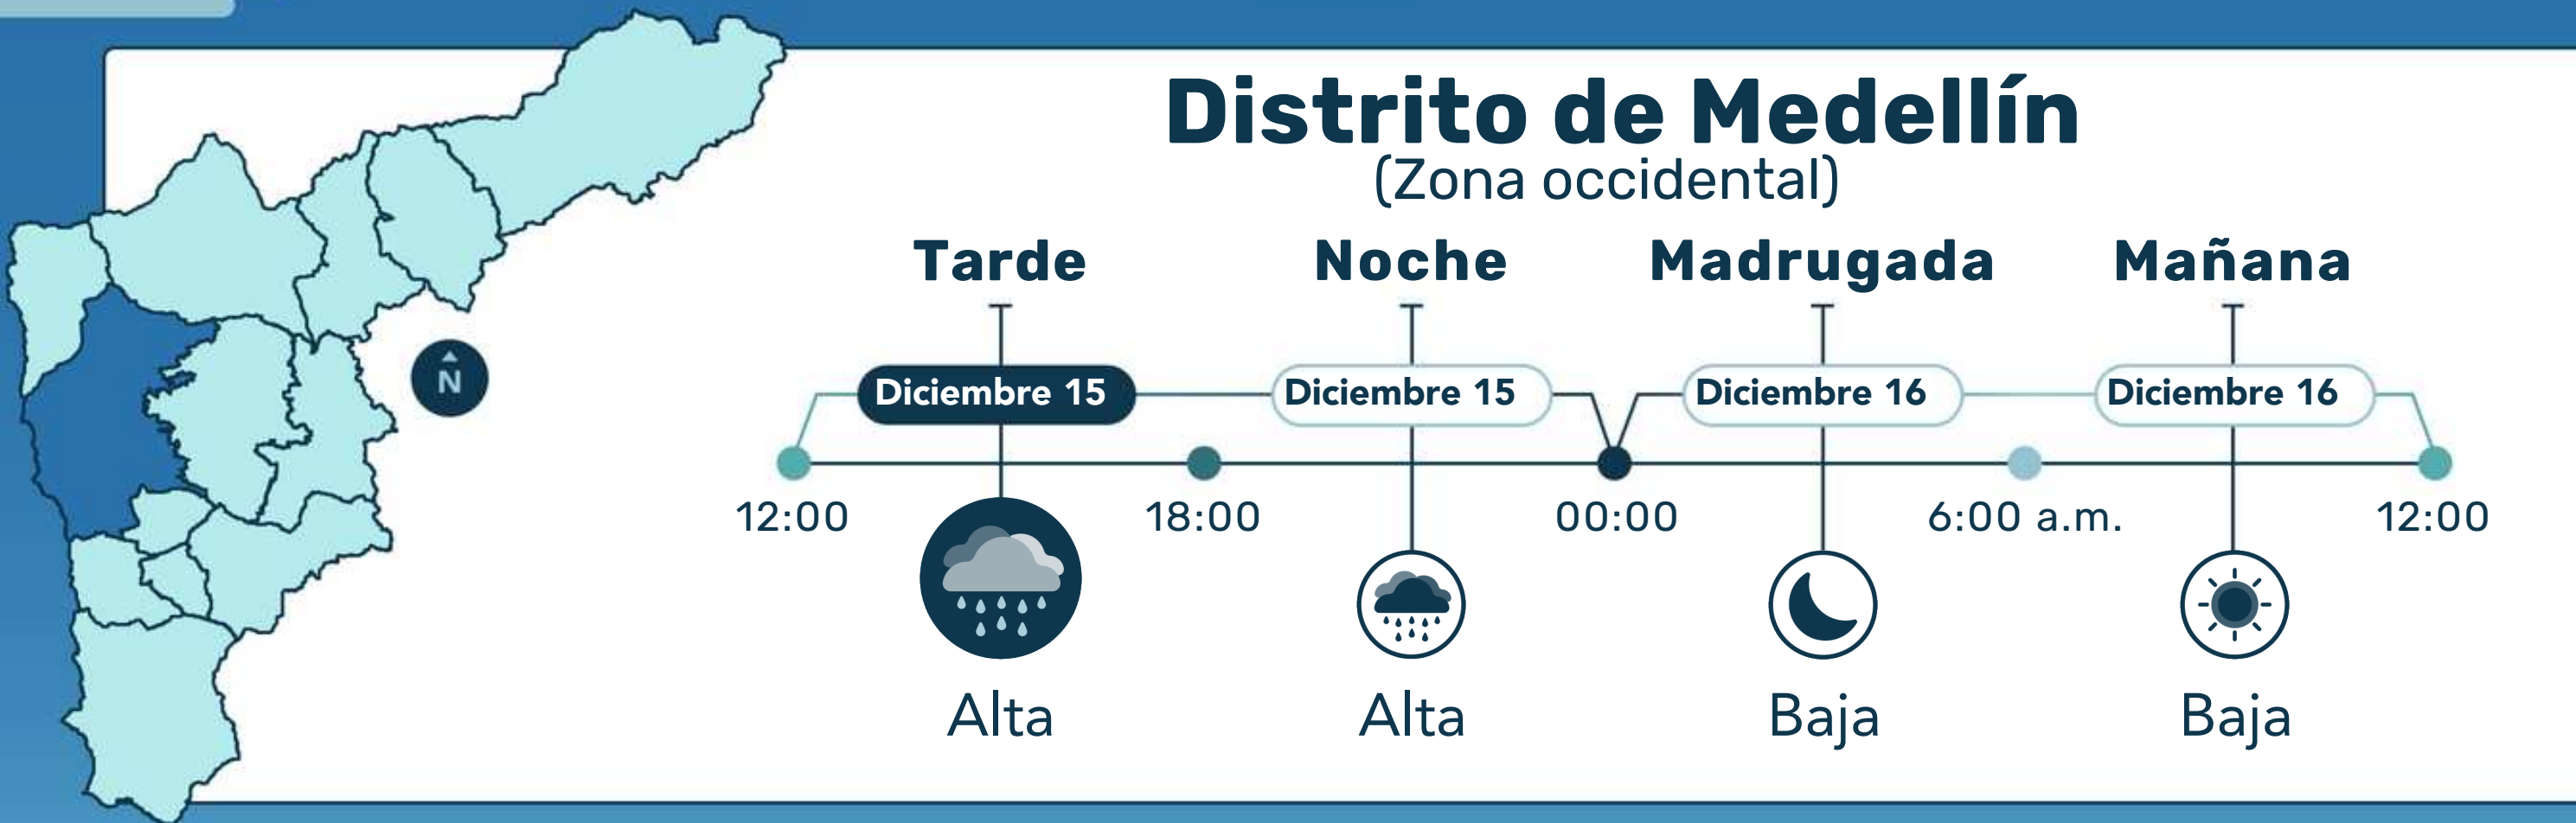 Distrito de Medellín
(Zona occidental)
Tarde Noche Madrugada Mañana
Diciembre 15 Diciembre 15 Diciembre 16 Diciembre 16
N
12:00 18:00 00:00 6:00 a.m. 12:00
Alta Alta Baja Baja